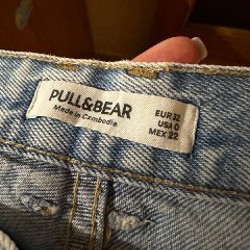 PULL&BEAR
Made in Cambodia
EUR 32
USA 0
MEX 22